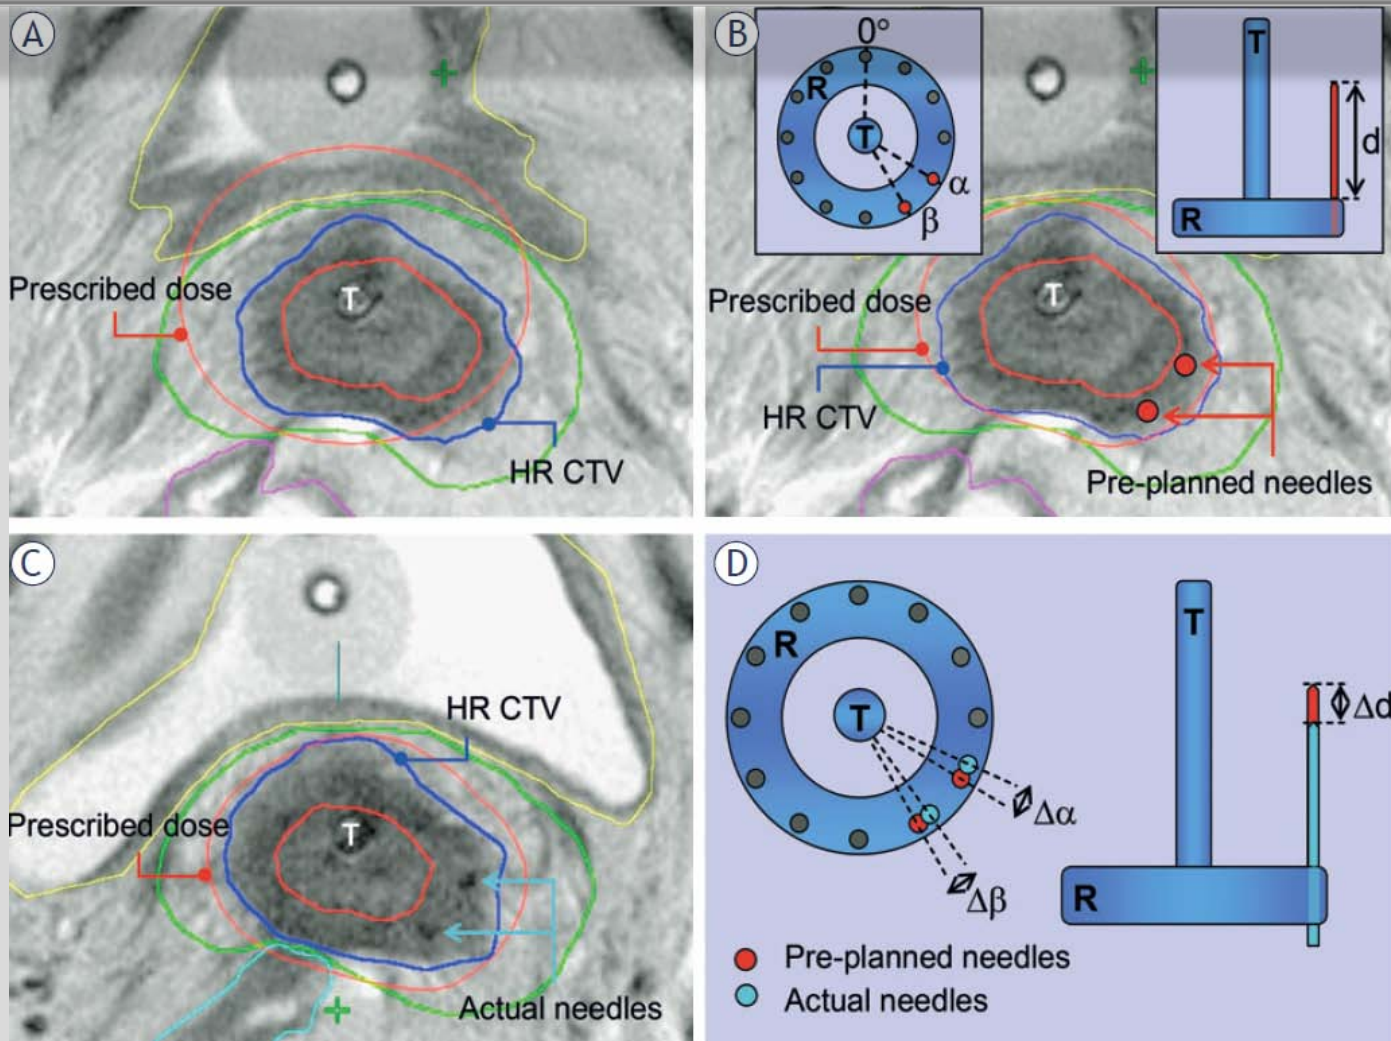 A
T
Prescribed dose
HR CTV
B
0°
R
T
α
β
T
d
R
T
Prescribed dose
HR CTV
Pre-planned needles
C
HR CTV
Prescribed dose
T
Actual needles
D
R
T
Δα
Δβ
T
Δd
R
Pre-planned needles
Actual needles